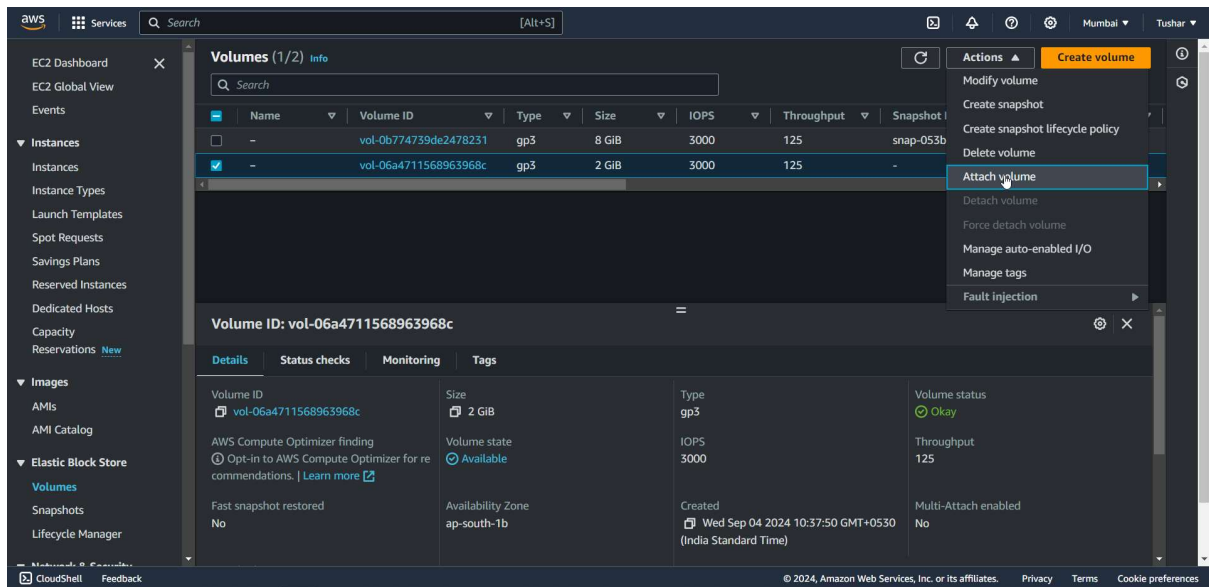 aws Services Search [Alt+S] Mumbai ▼ Tushar ▼
EC2 Dashboard
EC2 Global View
Events
▼ Instances
Instances
Instance Types
Launch Templates
Spot Requests
Savings Plans
Reserved Instances
Dedicated Hosts
Capacity
Reservations New
▼ Images
AMIs
AMI Catalog
▼ Elastic Block Store
Volumes
Snapshots
Lifecycle Manager
Volumes (1/2) Info
Actions ▲ Create volume
Search
Name Volume ID Type Size IOPS Throughput Snapshot
– vol-0b774739de2478231 gp3 8 GiB 3000 125 snap-053b
– vol-06a4711568963968c gp3 2 GiB 3000 125 -
Modify volume
Create snapshot
Create snapshot lifecycle policy
Delete volume
Attach volume
Detach volume
Force detach volume
Manage auto-enabled I/O
Manage tags
Fault injection
Volume ID: vol-06a4711568963968c
Details Status checks Monitoring Tags
Volume ID Size Type Volume status
vol-06a4711568963968c 2 GiB gp3 Okay
AWS Compute Optimizer finding Volume state IOPS Throughput
Opt-in to AWS Compute Optimizer for re Available 3000 125
commendations. | Learn more
Fast snapshot restored Availability Zone Created Multi-Attach enabled
No ap-south-1b Wed Sep 04 2024 10:37:50 GMT+0530 No
(India Standard Time)
CloudShell Feedback © 2024, Amazon Web Services, Inc. or its affiliates. Privacy Terms Cookie preferences